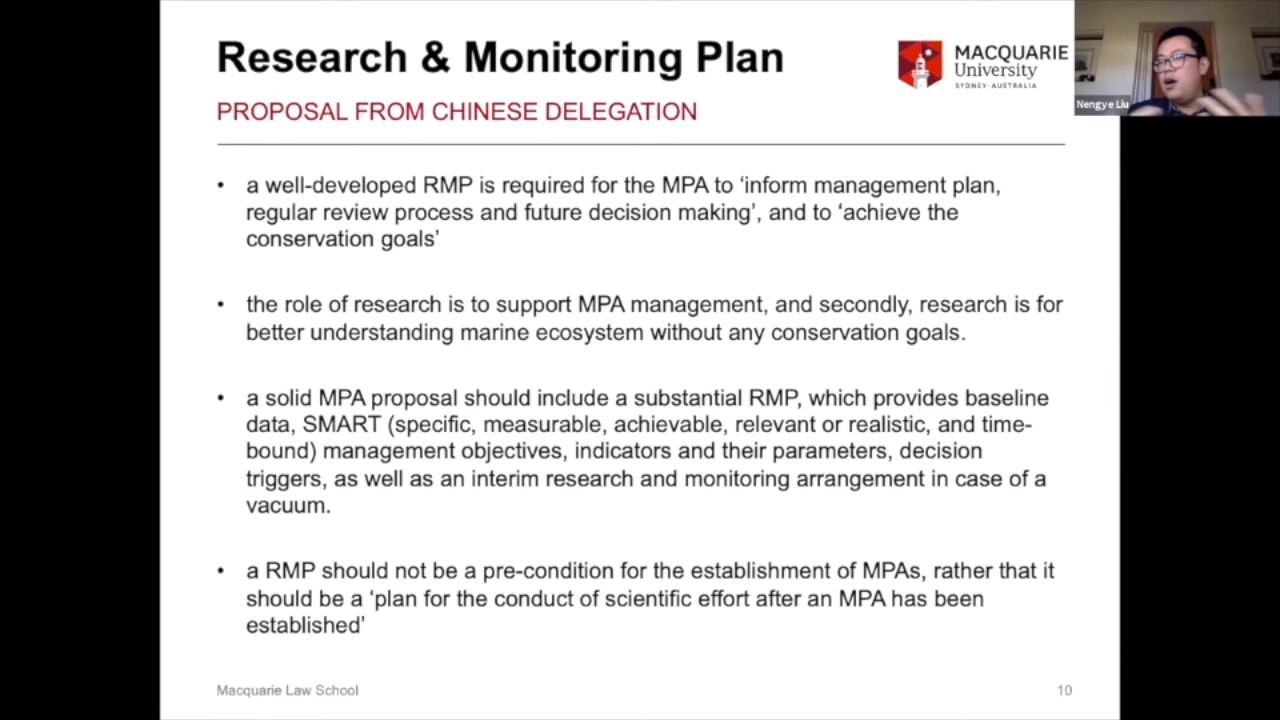 Research & Monitoring Plan
MACQUARIE
University
SYDNEY·AUSTRALIA
Nengye Liu
PROPOSAL FROM CHINESE DELEGATION
• a well-developed RMP is required for the MPA to ‘inform management plan,
regular review process and future decision making’, and to ‘achieve the
conservation goals’
• the role of research is to support MPA management, and secondly, research is for
better understanding marine ecosystem without any conservation goals.
• a solid MPA proposal should include a substantial RMP, which provides baseline
data, SMART (specific, measurable, achievable, relevant or realistic, and time-
bound) management objectives, indicators and their parameters, decision
triggers, as well as an interim research and monitoring arrangement in case of a
vacuum.
• a RMP should not be a pre-condition for the establishment of MPAs, rather that it
should be a ‘plan for the conduct of scientific effort after an MPA has been
established’
Macquarie Law School
10